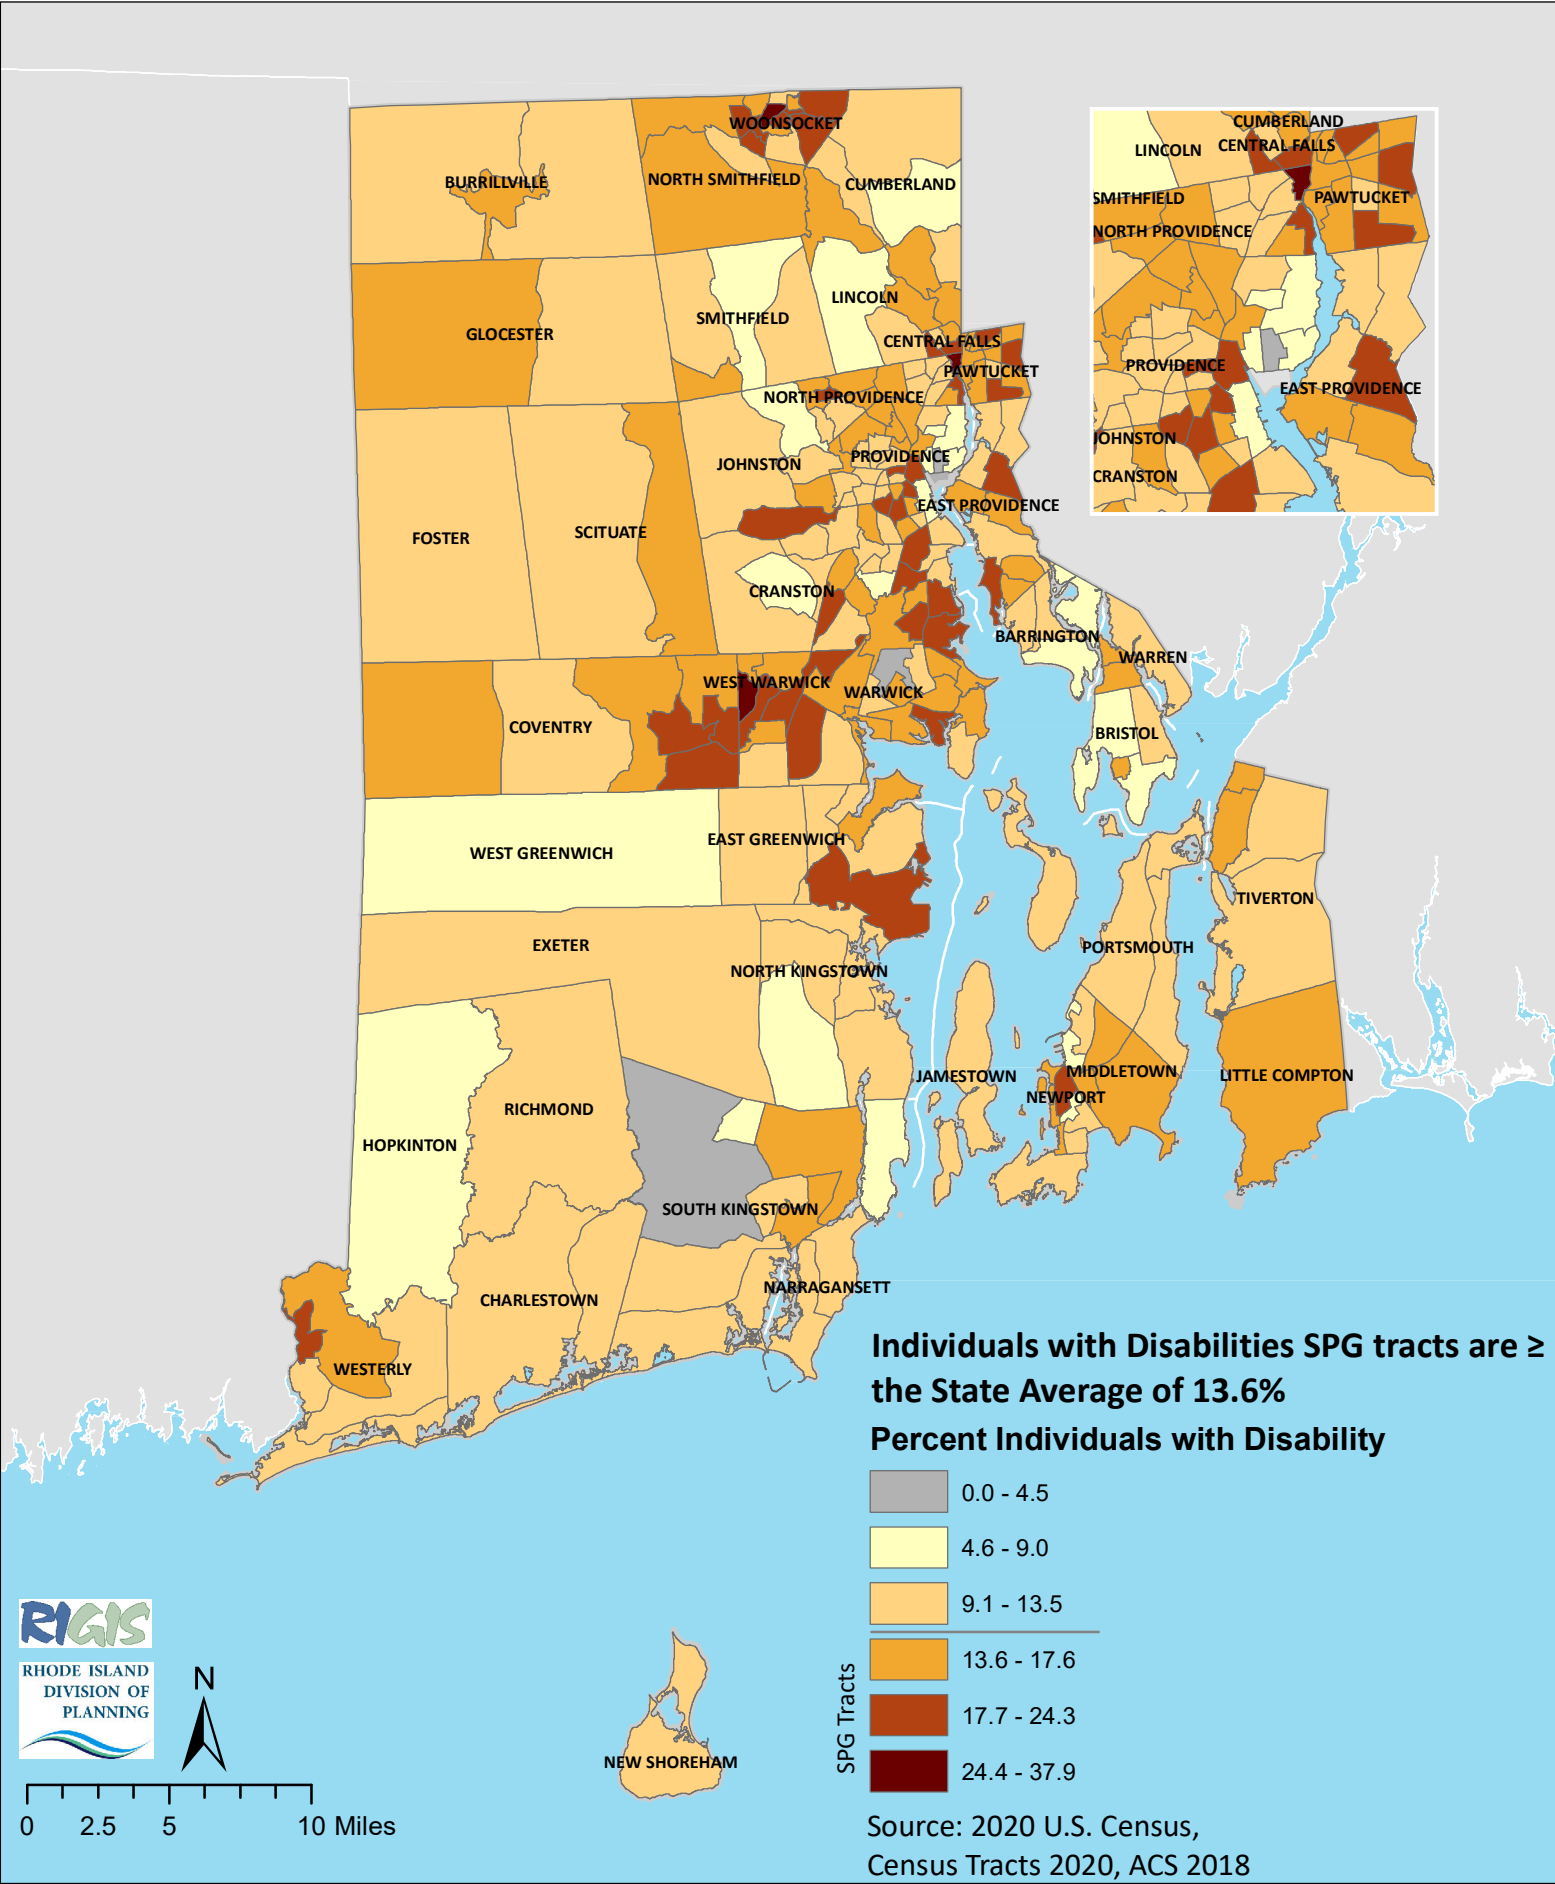 WOONSOCKET
BURRILLVILLE
NORTH SMITHFIELD
CUMBERLAND
GLOCESTER
SMITHFIELD
LINCOLN
CENTRAL FALLS
PAWTUCKET
NORTH PROVIDENCE
JOHNSTON
PROVIDENCE
EAST PROVIDENCE
FOSTER
SCITUATE
CRANSTON
BARRINGTON
WARREN
WEST WARWICK
WARWICK
COVENTRY
BRISTOL
WEST GREENWICH
EAST GREENWICH
TIVERTON
EXETER
PORTSMOUTH
NORTH KINGSTOWN
JAMESTOWN
MIDDLETOWN
LITTLE COMPTON
NEWPORT
RICHMOND
HOPKINTON
SOUTH KINGSTOWN
NARRAGANSETT
CHARLESTOWN
WESTERLY
NEW SHOREHAM
CUMBERLAND
CENTRAL FALLS
LINCOLN
SMITHFIELD
PAWTUCKET
NORTH PROVIDENCE
PROVIDENCE
EAST PROVIDENCE
JOHNSTON
CRANSTON
Individuals with Disabilities SPG tracts are ≥
the State Average of 13.6%
Percent Individuals with Disability
0.0 - 4.5
4.6 - 9.0
9.1 - 13.5
13.6 - 17.6
17.7 - 24.3
24.4 - 37.9
SPG Tracts
Source: 2020 U.S. Census,
Census Tracts 2020, ACS 2018
RIGIS
RHODE ISLAND
DIVISION OF
PLANNING
N
0 2.5 5 10 Miles